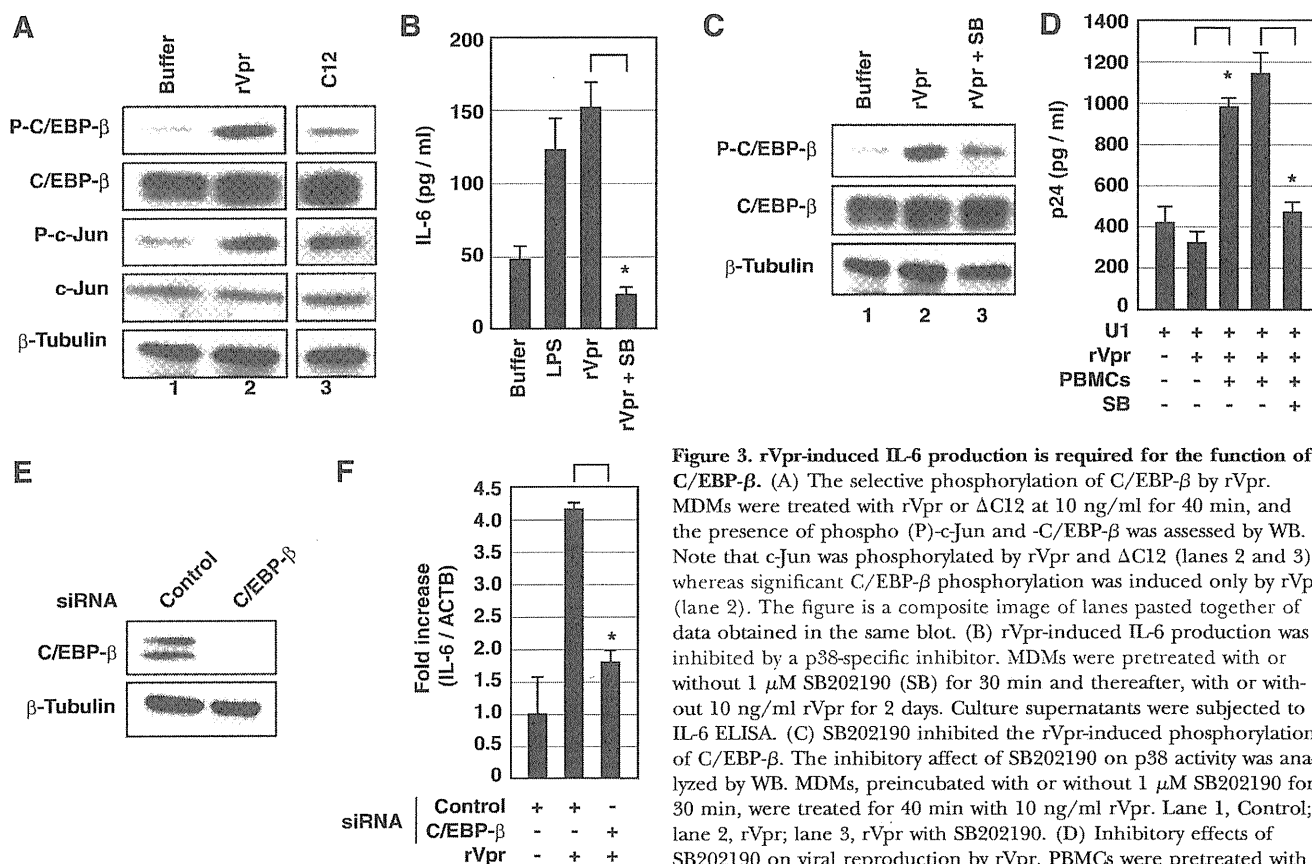 A
Buffer
rVpr
C12
P-C/EBP-β
C/EBP-β
P-c-Jun
c-Jun
β-Tubulin
1 2 3
B
IL-6 (pg / ml)
200
150
100
50
0
*
Buffer
LPS
rVpr
rVpr + SB
C
Buffer
rVpr
rVpr + SB
P-C/EBP-β
C/EBP-β
β-Tubulin
1 2 3
D
p24 (pg / ml)
1400
1200
1000
800
600
400
200
0
* *
U1 + + + + +
rVpr - + + + +
PBMCs - - + + +
SB - - - - +
E
siRNA Control C/EBP-β
C/EBP-β
β-Tubulin
F
Fold increase
(IL-6 / ACTB)
4.5
4.0
3.5
3.0
2.5
2.0
1.5
1.0
0.5
0
*
siRNA
Control + + -
C/EBP-β - - +
rVpr - + +
Figure 3. rVpr-induced IL-6 production is required for the function of
C/EBP-β. (A) The selective phosphorylation of C/EBP-β by rVpr.
MDMs were treated with rVpr or ΔC12 at 10 ng/ml for 40 min, and
the presence of phospho (P)-c-Jun and -C/EBP-β was assessed by WB.
Note that c-Jun was phosphorylated by rVpr and ΔC12 (lanes 2 and 3)
whereas significant C/EBP-β phosphorylation was induced only by rVp
(lane 2). The figure is a composite image of lanes pasted together of
data obtained in the same blot. (B) rVpr-induced IL-6 production was
inhibited by a p38-specific inhibitor. MDMs were pretreated with or
without 1 μM SB202190 (SB) for 30 min and thereafter, with or with-
out 10 ng/ml rVpr for 2 days. Culture supernatants were subjected to
IL-6 ELISA. (C) SB202190 inhibited the rVpr-induced phosphorylation
of C/EBP-β. The inhibitory affect of SB202190 on p38 activity was ana-
lyzed by WB. MDMs, preincubated with or without 1 μM SB202190 for
30 min, were treated for 40 min with 10 ng/ml rVpr. Lane 1, Control;
lane 2, rVpr; lane 3, rVpr with SB202190. (D) Inhibitory effects of
SB202190 on viral reproduction by rVpr. PBMCs were pretreated with